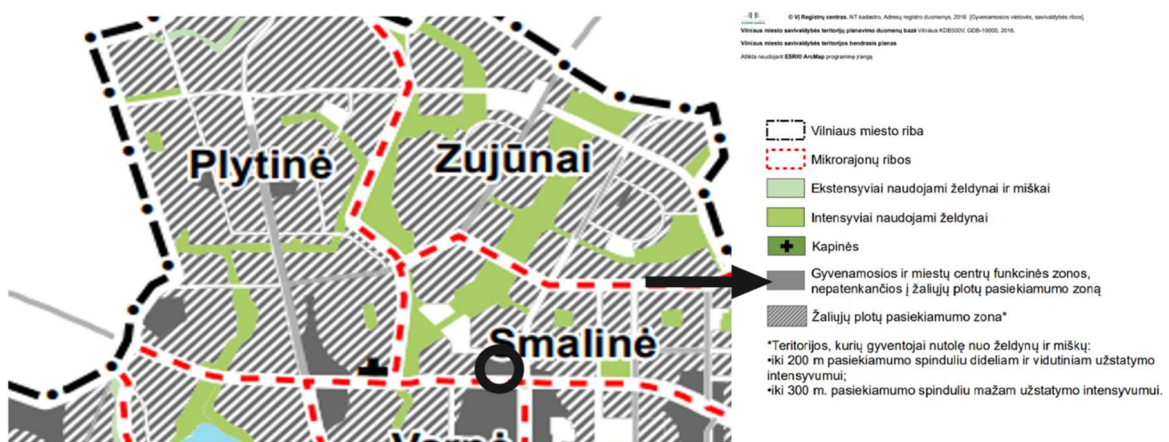 © VĮ Registrų centras. NT kadastro, Adresų registro duomenys, 2016 [Gyvenamosios vietovės, savivaldybės ribos].
Vilniaus miesto savivaldybės teritorijų planavimo duomenų bazė Vilniaus KDB500V, GDB-10000, 2016.
Vilniaus miesto savivaldybės teritorijos bendrasis planas
Atlikta naudojant ESRI® ArcMap programinę įrangą
Plytinė
Zujūnai
Smalinė
Varnė
Vilniaus miesto riba
Mikrorajonų ribos
Ekstensyviai naudojami želdynai ir miškai
Intensyviai naudojami želdynai
Kapinės
Gyvenamosios ir miestų centrų funkcinės zonos,
nepatenkančios į žaliųjų plotų pasiekiamumo zoną
Žaliųjų plotų pasiekiamumo zona*
*Teritorijos, kurių gyventojai nutolę nuo želdynų ir miškų:
•iki 200 m pasiekiamumo spinduliu dideliam ir vidutiniam užstatymo
intensyvumui;
•iki 300 m. pasiekiamumo spinduliu mažam užstatymo intensyvumui.